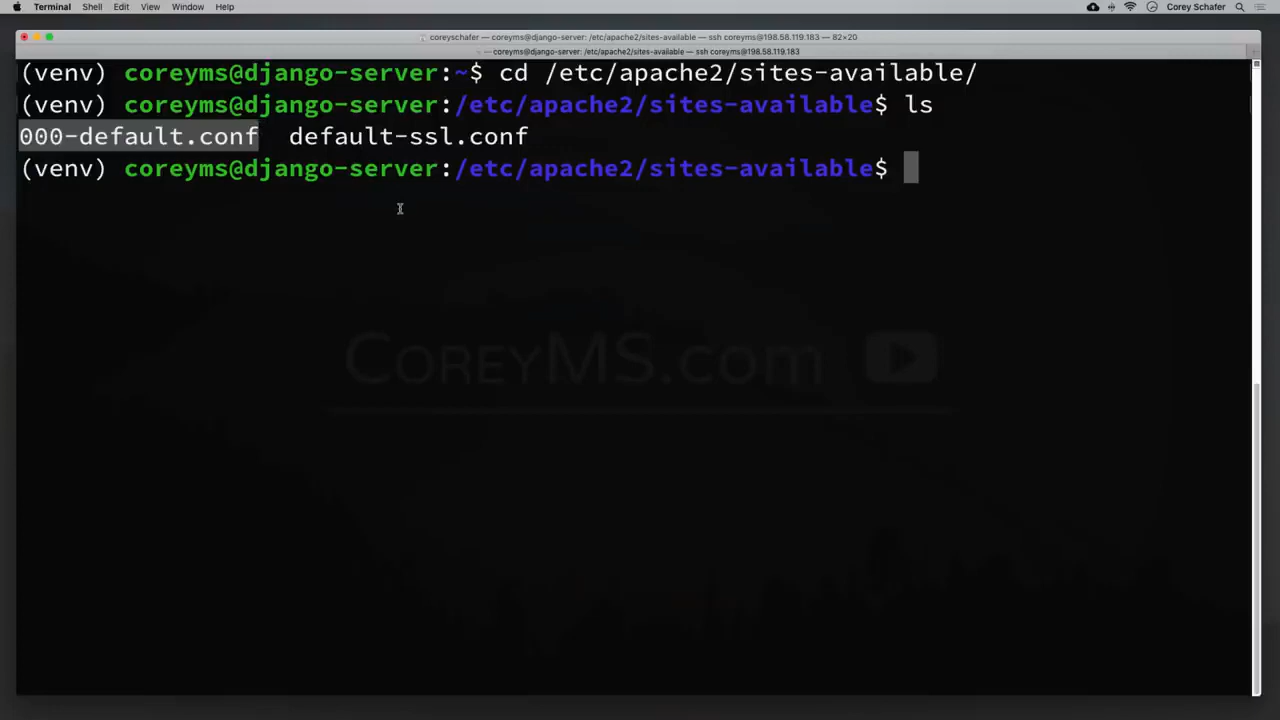 Terminal Shell Edit View Window Help Corey Schafer
coreyschafer — coreyms@django-server: /etc/apache2/sites-available — ssh coreyms@198.58.119.183 — 82×20
coreyms@django-server: /etc/apache2/sites-available — ssh coreyms@198.58.119.183
(venv) coreyms@django-server:~$ cd /etc/apache2/sites-available/
(venv) coreyms@django-server:/etc/apache2/sites-available$ ls
000-default.conf default-ssl.conf
(venv) coreyms@django-server:/etc/apache2/sites-available$
CoreyMS.com